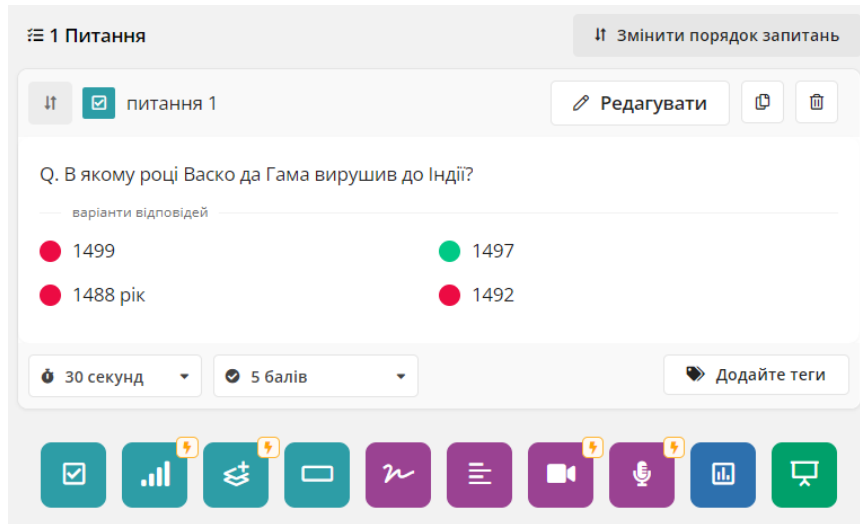 1 Питання
Змінити порядок запитань
питання 1
Редагувати
Q. В якому році Васко да Гама вирушив до Індії?
варіанти відповідей
1499
1497
1488 рік
1492
30 секунд
5 балів
Додайте теги